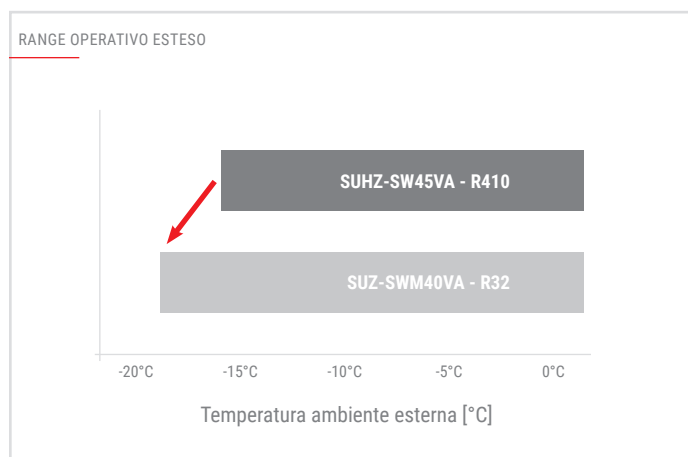 RANGE OPERATIVO ESTESO
SUHZ-SW45VA - R410
SUZ-SWM40VA - R32
-20°C -15°C -10°C -5°C 0°C
Temperatura ambiente esterna [°C]